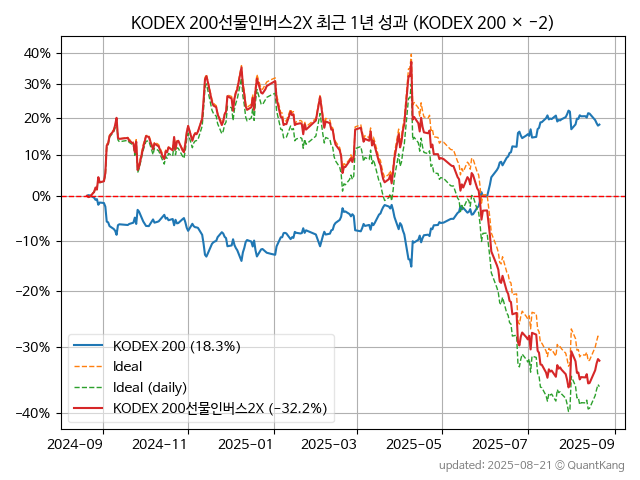 KODEX 200선물인버스2X 최근 1년 성과 (KODEX 200 × −2)
40%
30%
20%
10%
0%
−10%
−20%
−30%
−40%
KODEX 200 (18.3%)
Ideal
Ideal (daily)
KODEX 200선물인버스2X (−32.2%)
2024-09 2024-11 2025-01 2025-03 2025-05 2025-07 2025-09
updated: 2025-08-21 © QuantKang